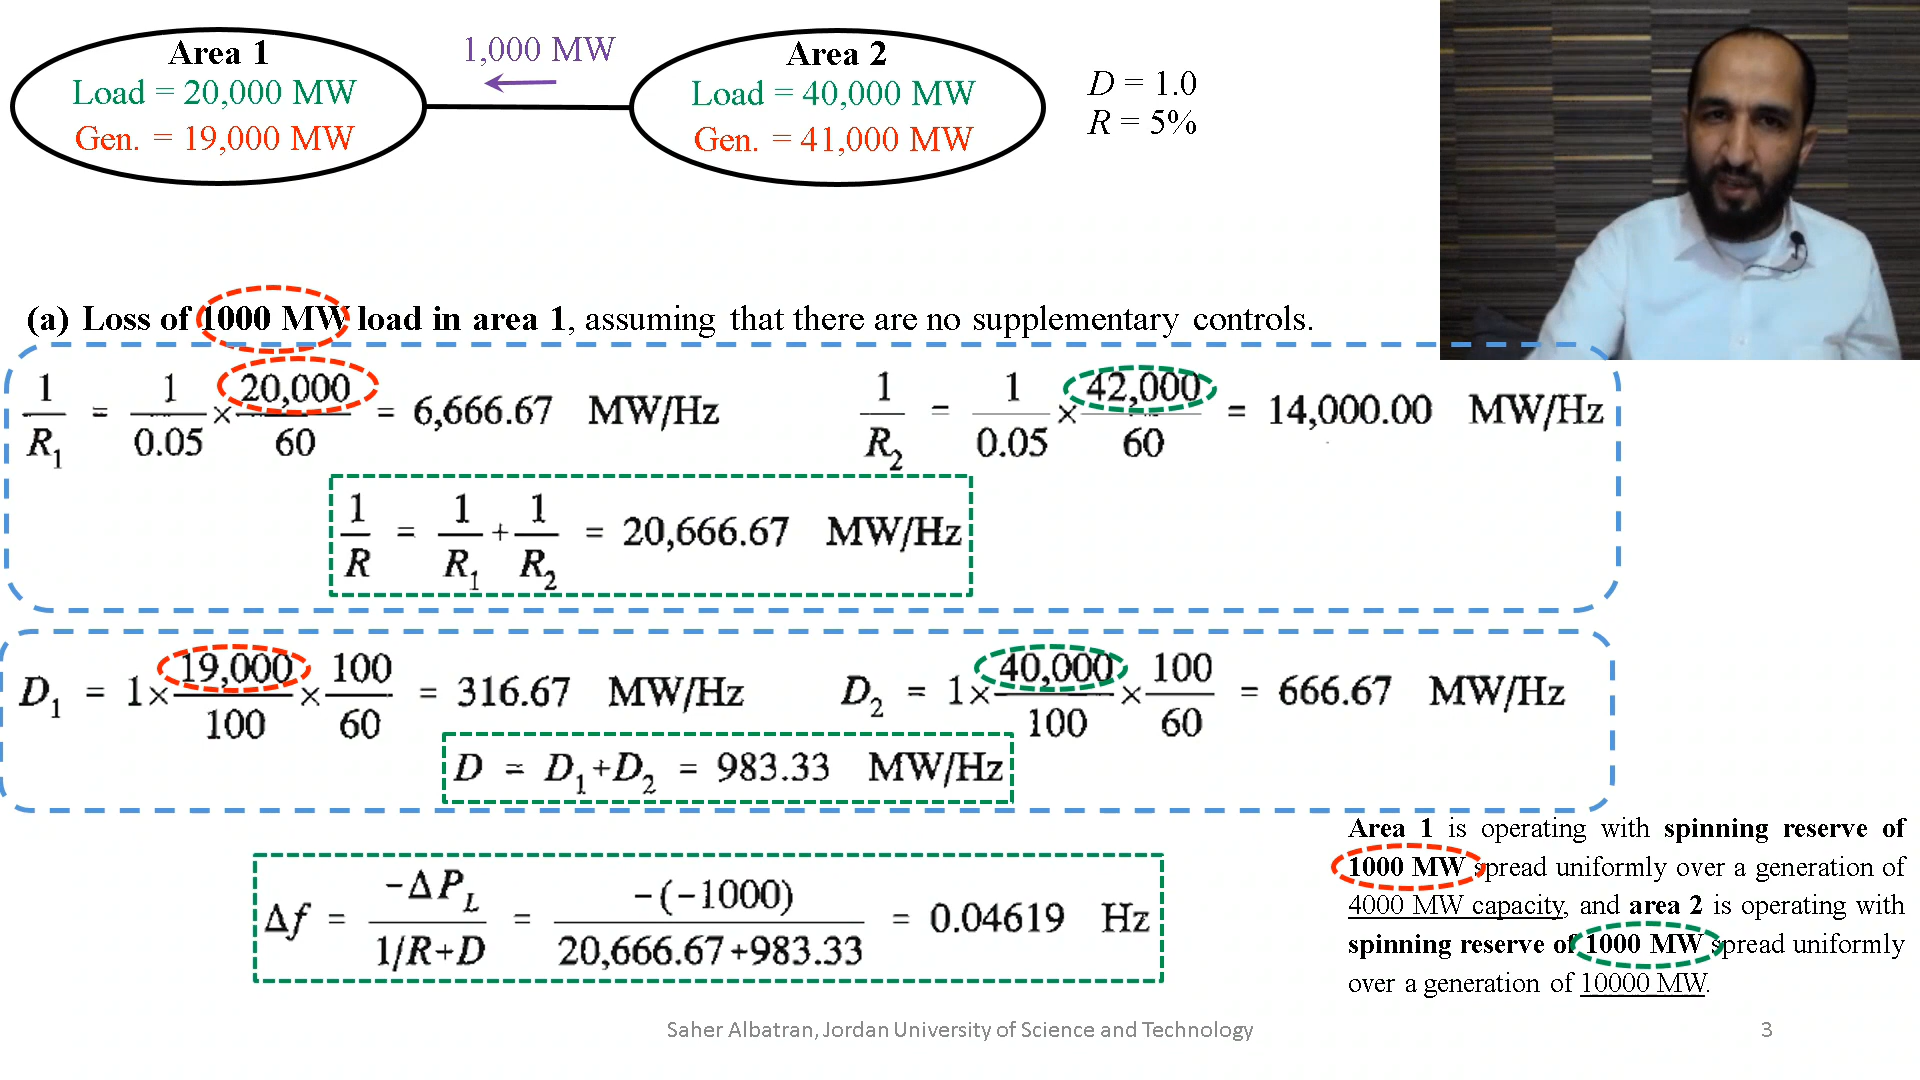 Area 1
Load = 20,000 MW
Gen. = 19,000 MW
1,000 MW
Area 2
Load = 40,000 MW
Gen. = 41,000 MW
D = 1.0
R = 5%
(a) Loss of 1000 MW load in area 1, assuming that there are no supplementary controls.
1/R₁ = 1/0.05 × 20,000/60 = 6,666.67 MW/Hz
1/R₂ = 1/0.05 × 42,000/60 = 14,000.00 MW/Hz
1/R = 1/R₁ + 1/R₂ = 20,666.67 MW/Hz
D₁ = 1× 19,000/100 × 100/60 = 316.67 MW/Hz
D₂ = 1× 40,000/100 × 100/60 = 666.67 MW/Hz
D = D₁+D₂ = 983.33 MW/Hz
Δf = -ΔP_L/1/R+D = -(-1000)/20,666.67+983.33 = 0.04619 Hz
Area 1 is operating with spinning reserve of
1000 MW spread uniformly over a generation of
4000 MW capacity, and area 2 is operating with
spinning reserve of 1000 MW spread uniformly
over a generation of 10000 MW.
Saher Albatran, Jordan University of Science and Technology
3